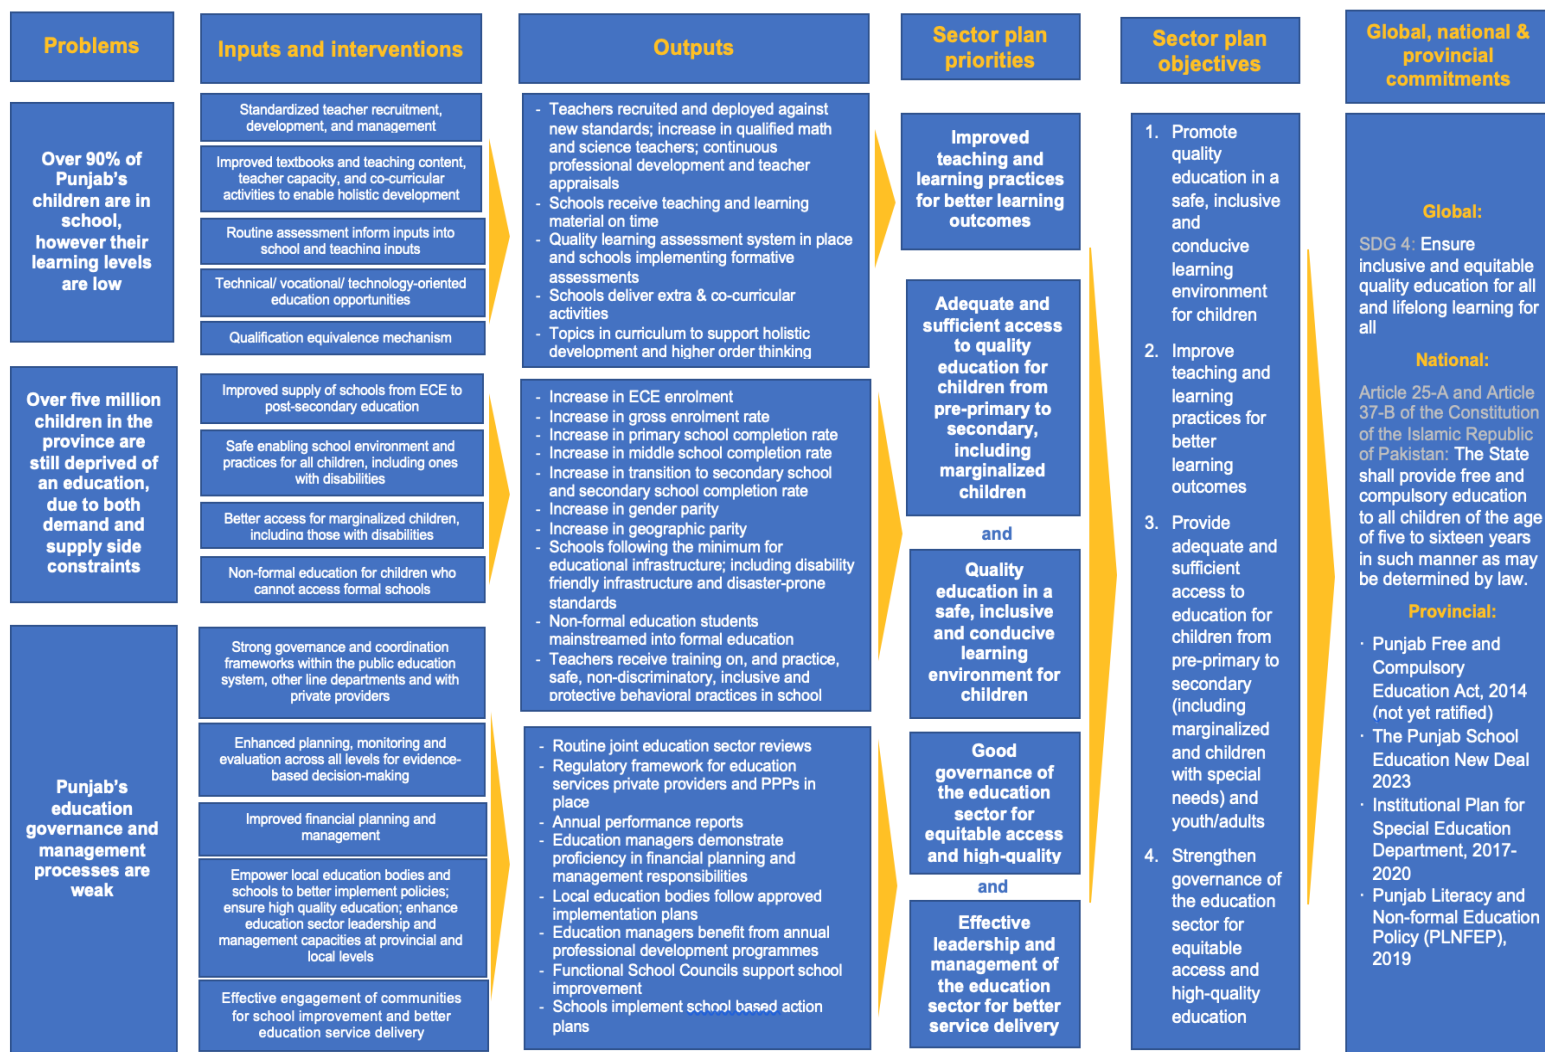 Problems
Over 90% of
Punjab's
children are in
school,
however their
learning levels
are low
Over five million
children in the
province are
still deprived of
an education,
due to both
demand and
supply side
constraints
Punjab's
education
governance and
management
processes are
weak
Inputs and interventions
Standardized teacher recruitment,
development, and management
Improved textbooks and teaching content,
teacher capacity, and co-curricular
activities to enable holistic development
Routine assessment inform inputs into
school and teaching inputs
Technical/ vocational/ technology-oriented
education opportunities
Qualification equivalence mechanism
Improved supply of schools from ECE to
post-secondary education
Safe enabling school environment and
practices for all children, including ones
with disabilities
Better access for marginalized children,
including those with disabilities
Non-formal education for children who
cannot access formal schools
Strong governance and coordination
frameworks within the public education
system, other line departments and with
private providers
Enhanced planning, monitoring and
evaluation across all levels for evidence-
based decision-making
Improved financial planning and
management
Empower local education bodies and
schools to better implement policies;
ensure high quality education; enhance
education sector leadership and
management capacities at provincial and
local levels
Effective engagement of communities
for school improvement and better
education service delivery
Outputs
- Teachers recruited and deployed against
new standards; increase in qualified math
and science teachers; continuous
professional development and teacher
appraisals
- Schools receive teaching and learning
material on time
- Quality learning assessment system in place
and schools implementing formative
assessments
- Schools deliver extra & co-curricular
activities
- Topics in curriculum to support holistic
development and higher order thinking
- Increase in ECE enrolment
- Increase in gross enrolment rate
- Increase in primary school completion rate
- Increase in middle school completion rate
- Increase in transition to secondary school
and secondary school completion rate
- Increase in gender parity
- Increase in geographic parity
- Schools following the minimum for
educational infrastructure; including disability
friendly infrastructure and disaster-prone
standards
- Non-formal education students
mainstreamed into formal education
- Teachers receive training on, and practice,
safe, non-discriminatory, inclusive and
protective behavioral practices in school
- Routine joint education sector reviews
- Regulatory framework for education
services private providers and PPPs in
place
- Annual performance reports
- Education managers demonstrate
proficiency in financial planning and
management responsibilities
- Local education bodies follow approved
implementation plans
- Education managers benefit from annual
professional development programmes
- Functional School Councils support school
improvement
- Schools implement school based action
plans
Sector plan
priorities
Improved
teaching and
learning practices
for better learning
outcomes
Adequate and
sufficient access
to quality
education for
children from
pre-primary to
secondary,
including
marginalized
children
and
Quality
education in a
safe, inclusive
and conducive
learning
environment for
children
Good
governance of
the education
sector for
equitable access
and high-quality
and
Effective
leadership and
management of
the education
sector for better
service delivery
Sector plan
objectives
1. Promote
quality
education in a
safe, inclusive
and
conducive
learning
environment
for children
2. Improve
teaching and
learning
practices for
better
learning
outcomes
3. Provide
adequate and
sufficient
access to
education for
children from
pre-primary to
secondary
(including
marginalized
and children
with special
needs) and
youth/adults
4. Strengthen
governance of
the education
sector for
equitable
access and
high-quality
education
Global, national &
provincial
commitments
Global:
SDG 4: Ensure
inclusive and equitable
quality education for all
and lifelong learning for
all
National:
Article 25-A and Article
37-B of the Constitution
of the Islamic Republic
of Pakistan: The State
shall provide free and
compulsory education
to all children of the age
of five to sixteen years
in such manner as may
be determined by law.
Provincial:
· Punjab Free and
Compulsory
Education Act, 2014
(not yet ratified)
· The Punjab School
Education New Deal
2023
· Institutional Plan for
Special Education
Department, 2017-
2020
· Punjab Literacy and
Non-formal Education
Policy (PLNFEP),
2019